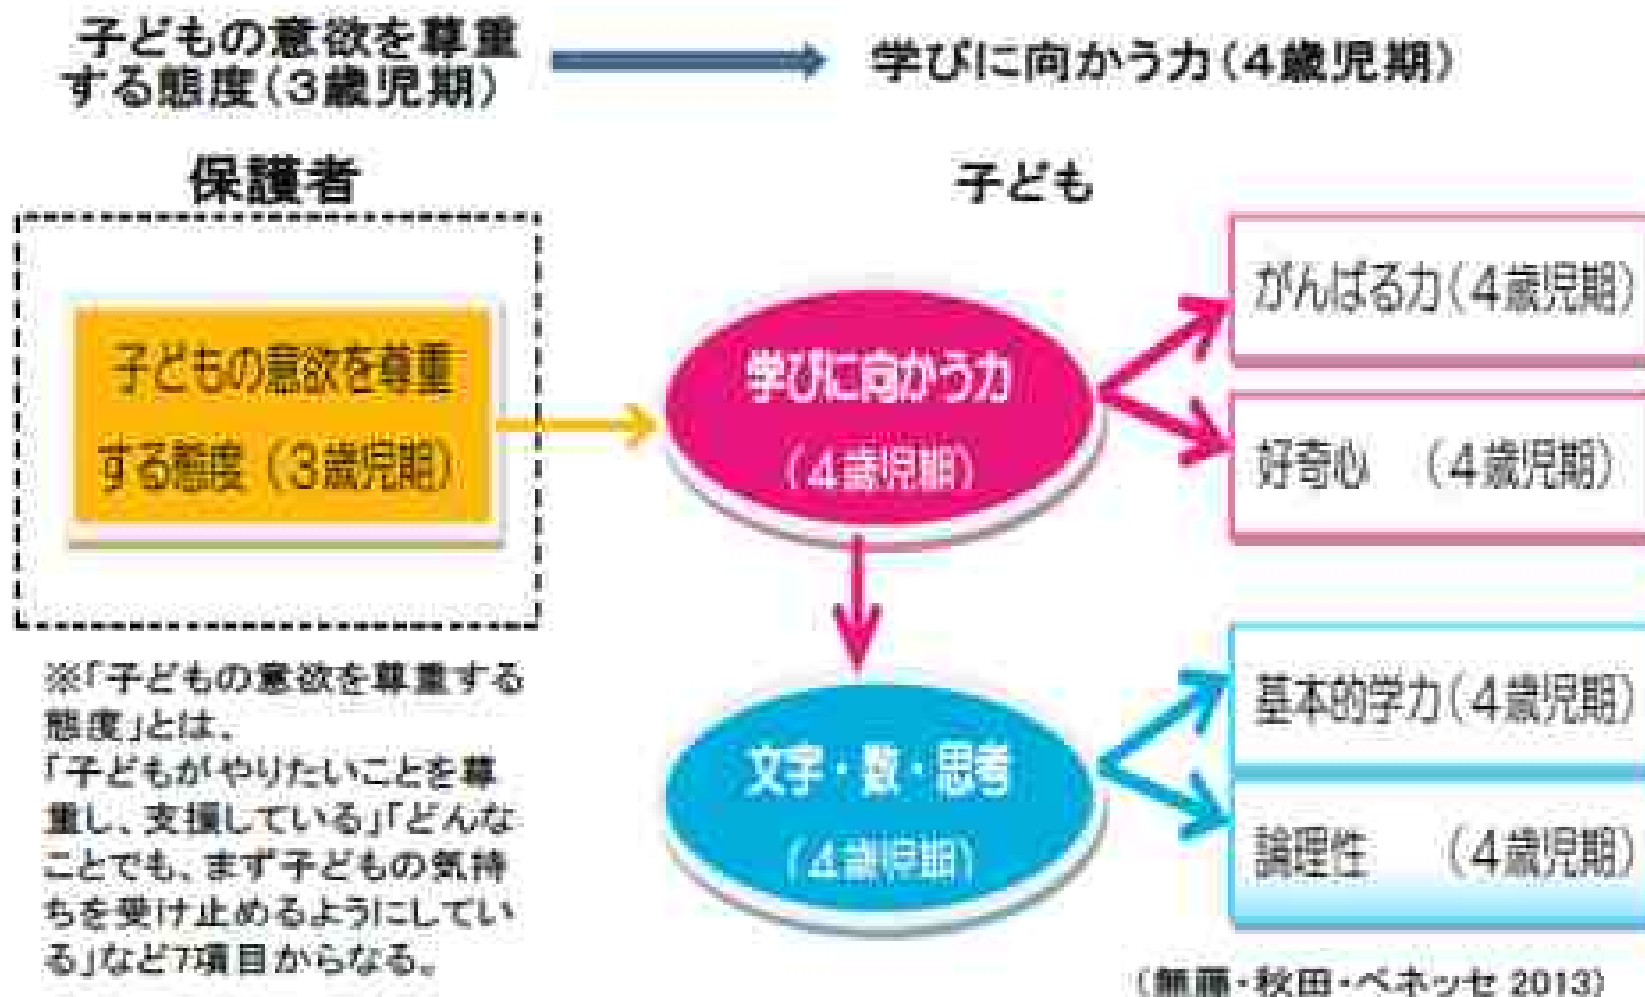 子どもの意欲を尊重
する態度(3歳児期)
学びに向かう力(4歳児期)
保護者
子ども
子どもの意欲を尊重
する態度(3歳児期)
学びに向かう力
(4歳児期)
がんばる力(4歳児期)
好奇心 (4歳児期)
文字・数・思考
(4歳児期)
基本的学力(4歳児期)
論理性 (4歳児期)
※「子どもの意欲を尊重する
態度」とは、
「子どもがやりたいことを尊
重し、支援している」「どんな
ことでも、まず子どもの気持
ちを受け止めるようにしてい
る」など7項目からなる。
(無藤・秋田・ベネッセ 2013)